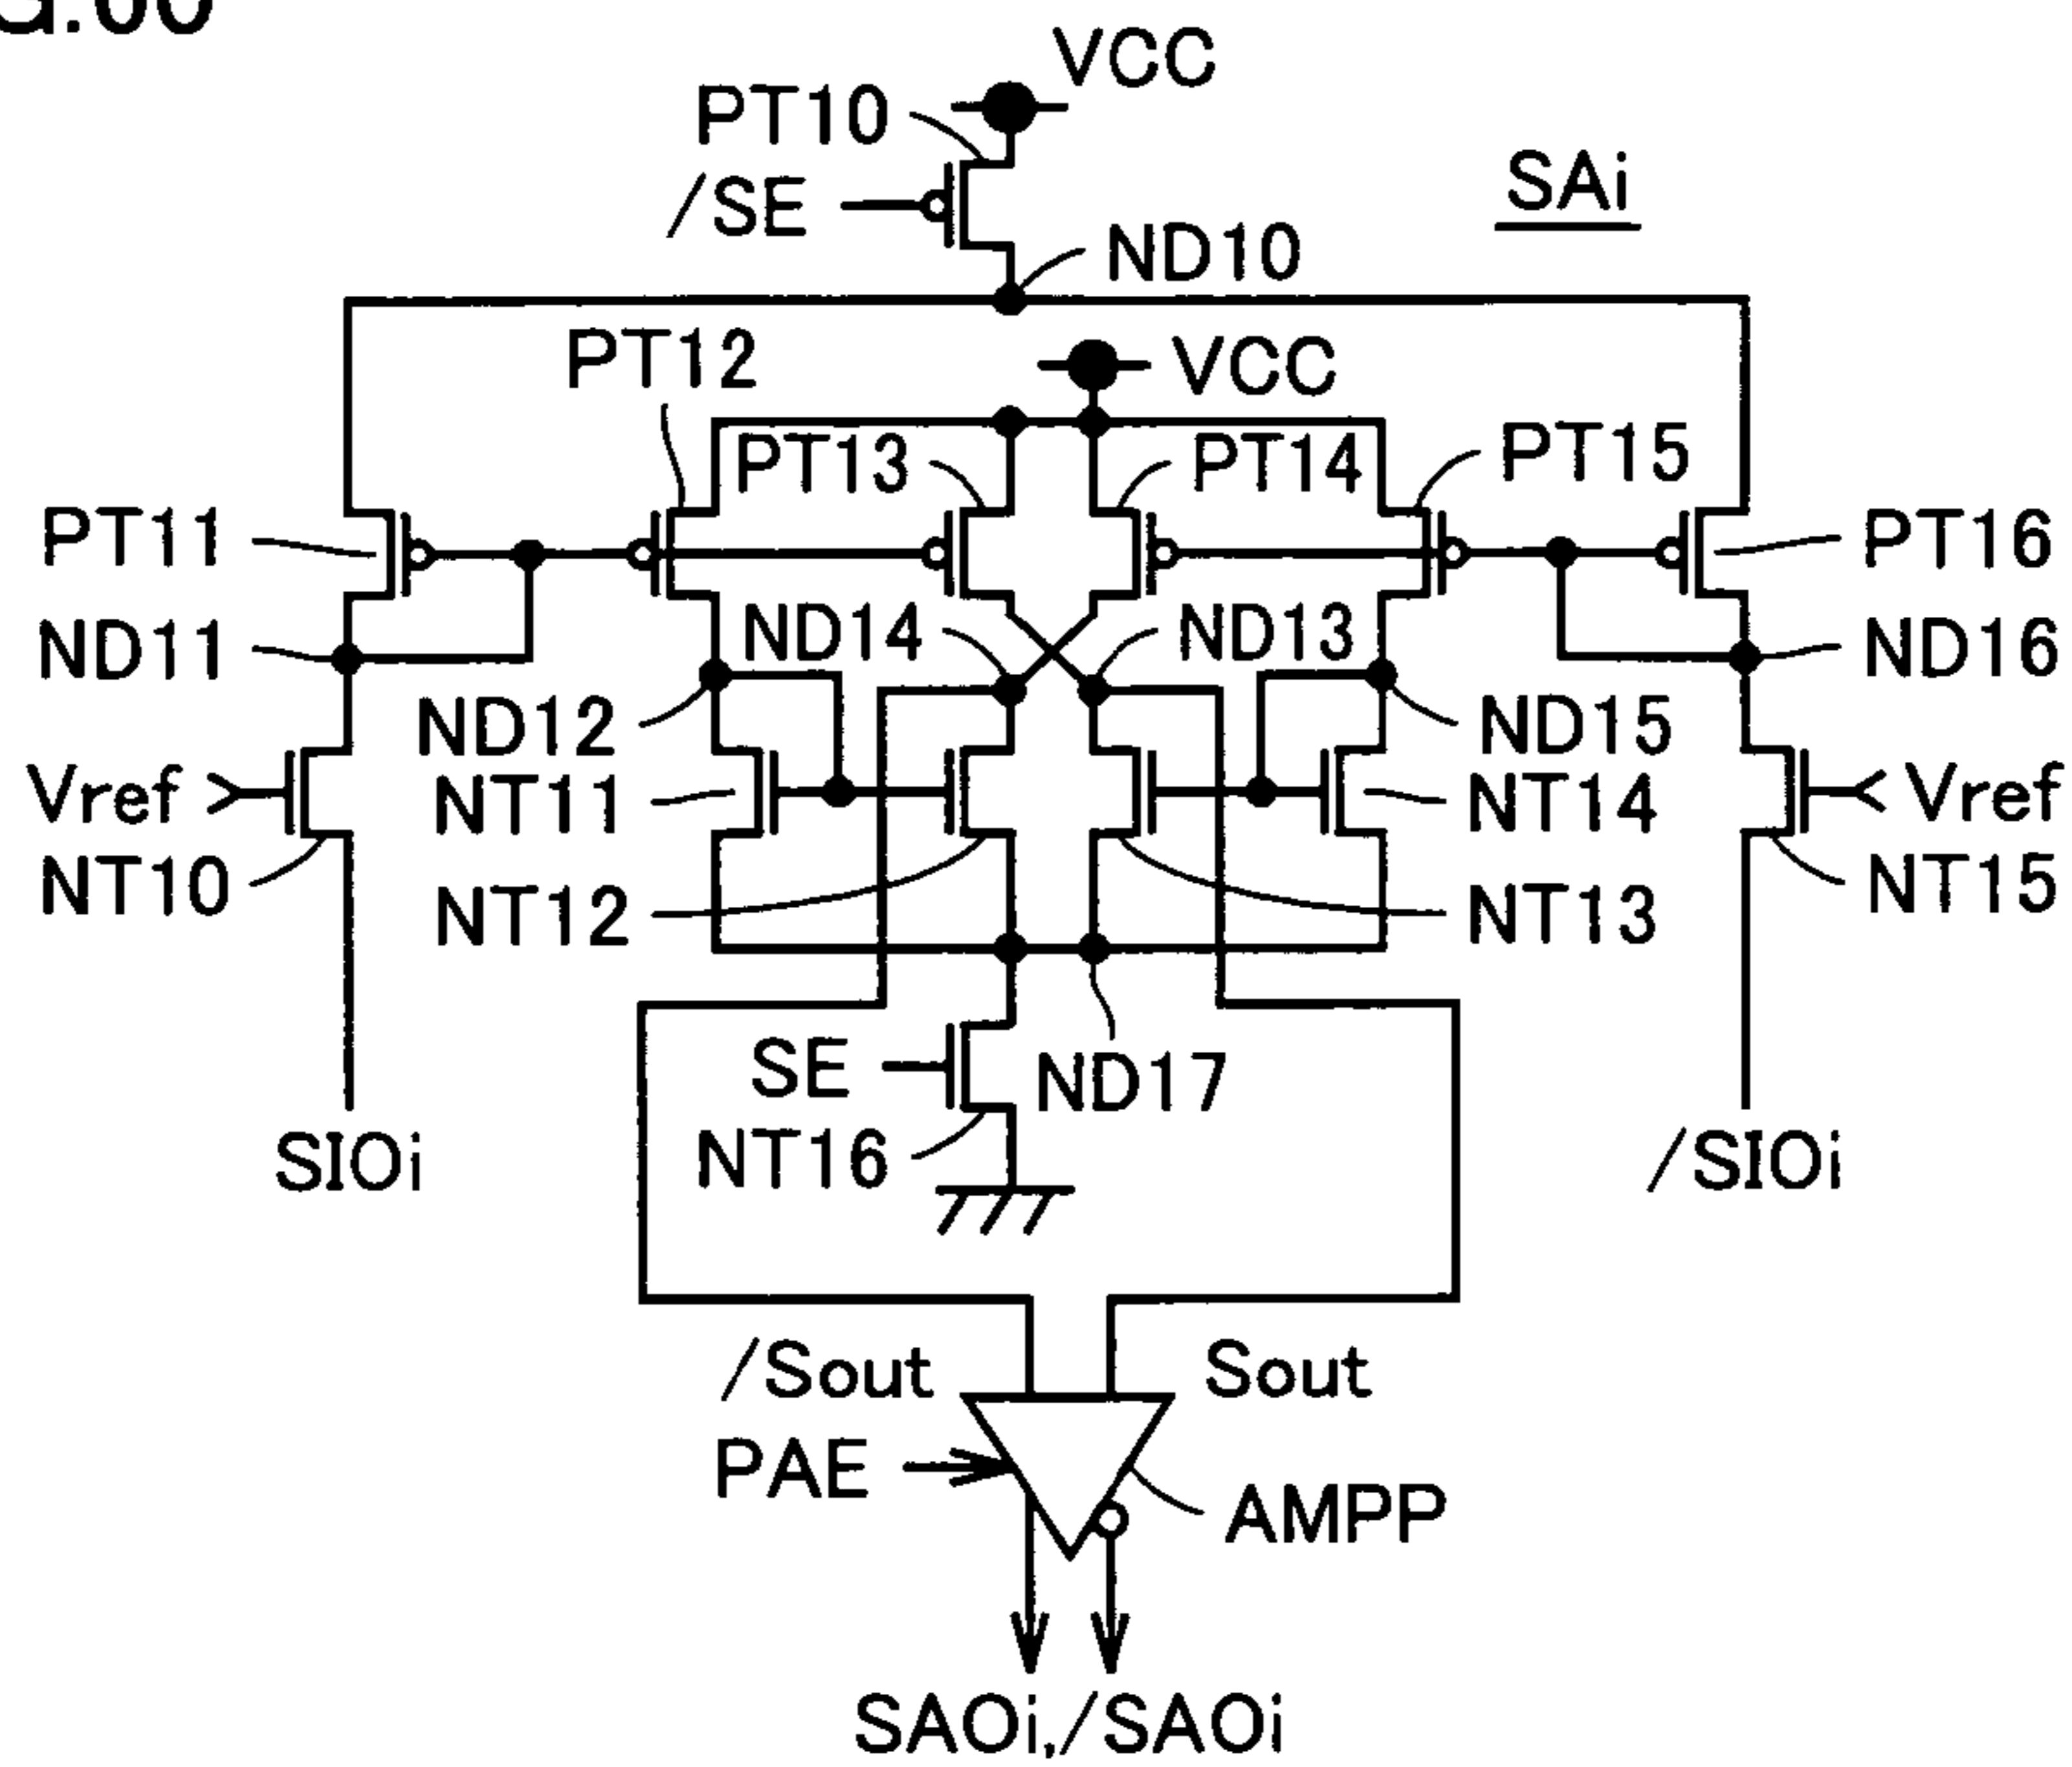 VCC
PT10
/SE
SAi
ND10
PT12
VCC
PT13
PT14
PT15
PT11
PT16
ND14
ND13
ND11
ND16
ND12
ND15
Vref
NT11
NT14
Vref
NT10
NT12
NT13
NT15
SE
ND17
NT16
SIOi
/SIOi
/Sout
Sout
PAE
AMPP
SAOi,/SAOi